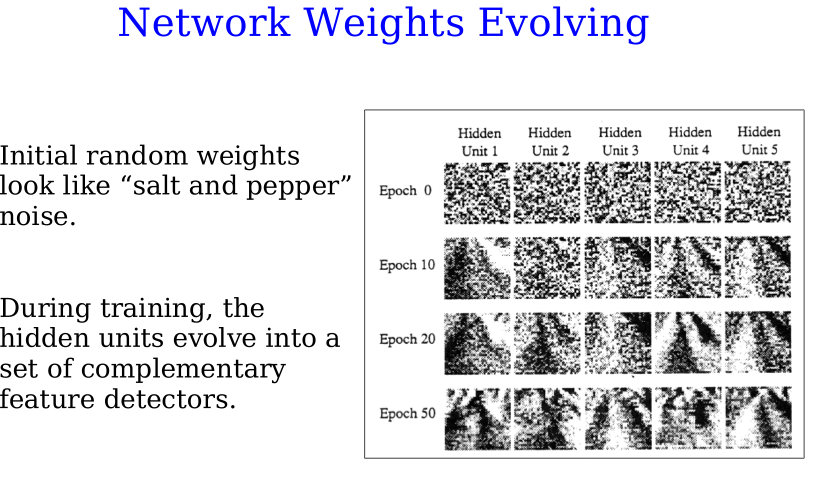 Network Weights Evolving
Initial random weights
look like “salt and pepper”
noise.
During training, the
hidden units evolve into a
set of complementary
feature detectors.
Hidden Hidden Hidden Hidden Hidden
Unit 1 Unit 2 Unit 3 Unit 4 Unit 5
Epoch 0
Epoch 10
Epoch 20
Epoch 50